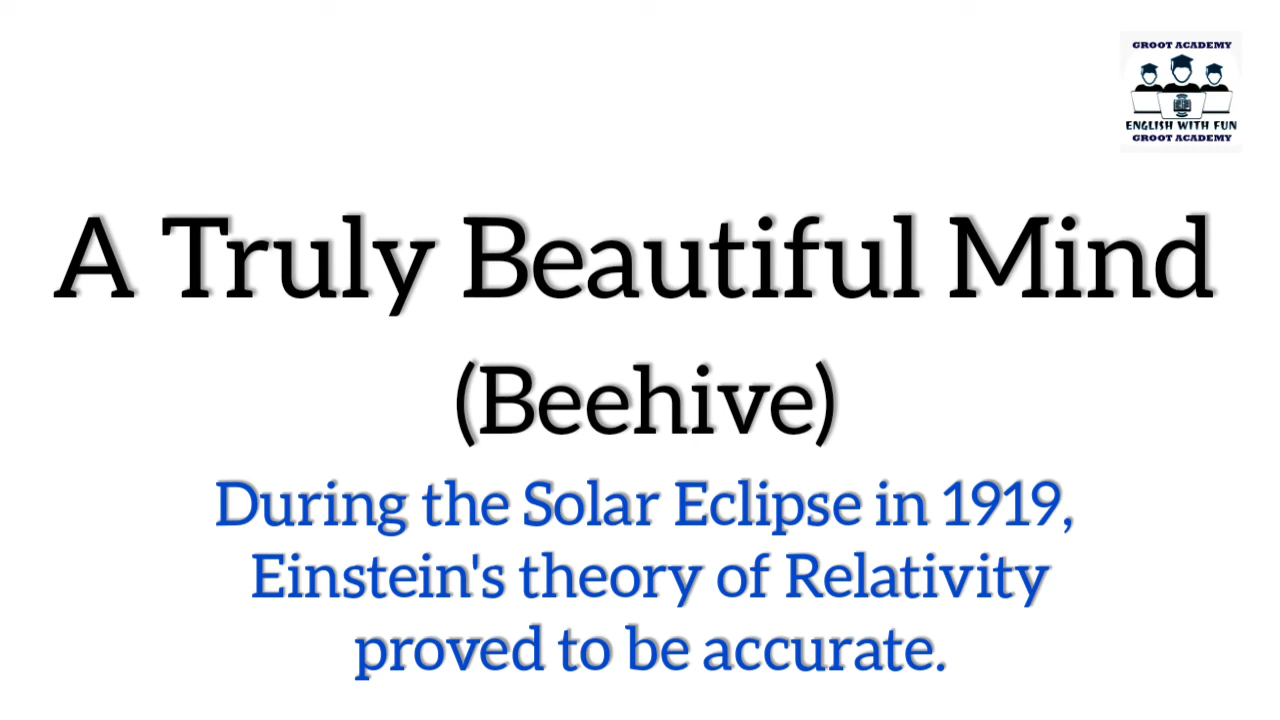 GROOT ACADEMY
ENGLISH WITH FUN
GROOT ACADEMY
A Truly Beautiful Mind
(Beehive)
During the Solar Eclipse in 1919,
Einstein's theory of Relativity
proved to be accurate.